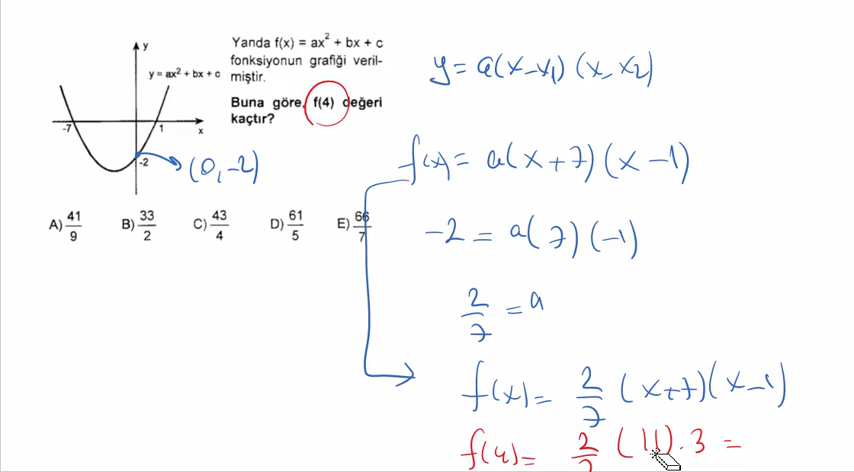 Yanda f(x) = ax² + bx + c
fonksiyonun grafiği veril-
miştir.
Buna göre, f(4) değeri
kaçtır?
y
y = ax² + bx + c
-7
1
x
-2
(0, -2)
A) 41/9 B) 33/2 C) 43/4 D) 61/5 E) 66/7
y = a(x-x₁) (x, x₂)
f(x) = a(x+7)(x-1)
-2 = a(7)(-1)
2/7 = a
f(x) = 2/7 (x+7)(x-1)
f(4) = 2/7 (11).3 =